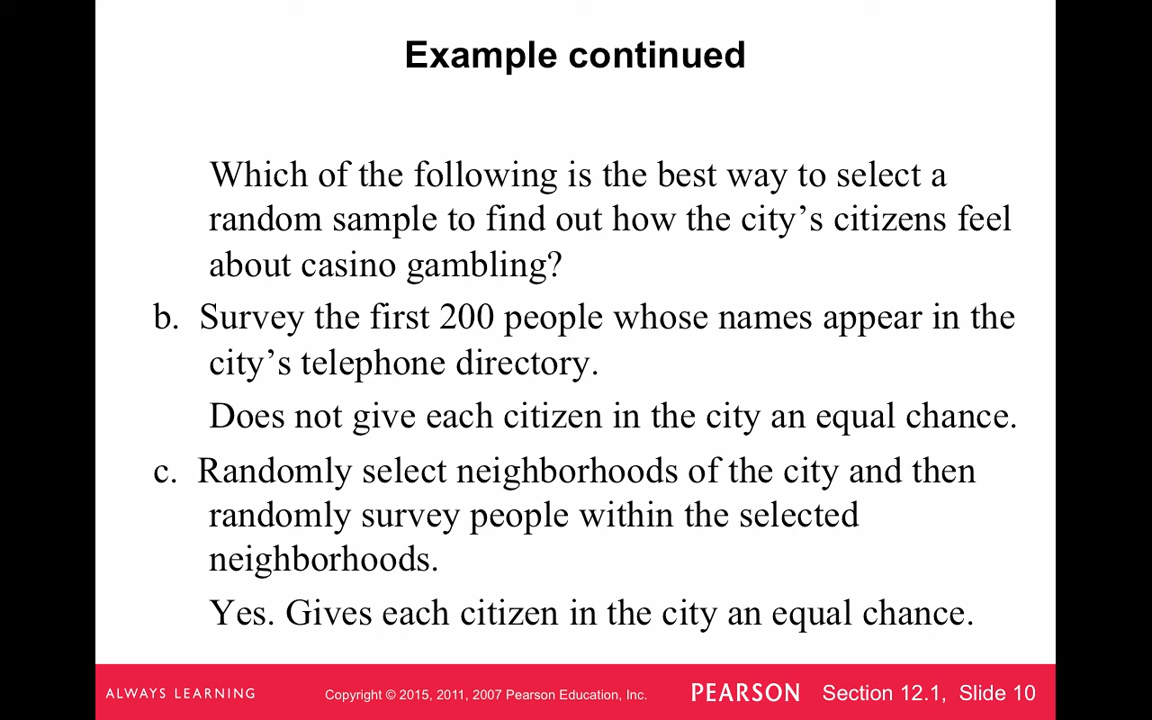 Example continued
Which of the following is the best way to select a
random sample to find out how the city’s citizens feel
about casino gambling?
b. Survey the first 200 people whose names appear in the
city’s telephone directory.
Does not give each citizen in the city an equal chance.
c. Randomly select neighborhoods of the city and then
randomly survey people within the selected
neighborhoods.
Yes. Gives each citizen in the city an equal chance.
ALWAYS LEARNING Copyright © 2015, 2011, 2007 Pearson Education, Inc. PEARSON Section 12.1, Slide 10